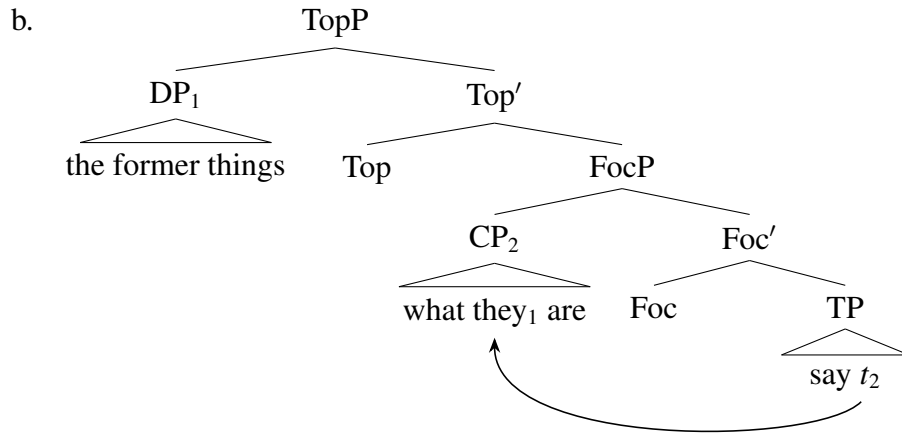 b. TopP
DP₁ Top′
the former things Top FocP
CP₂ Foc′
what they₁ are Foc TP
say t₂